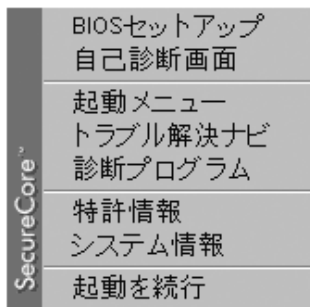 BIOSセットアップ
自己診断画面
起動メニュー
トラブル解決ナビ
診断プログラム
特許情報
システム情報
起動を続行
SecureCore™